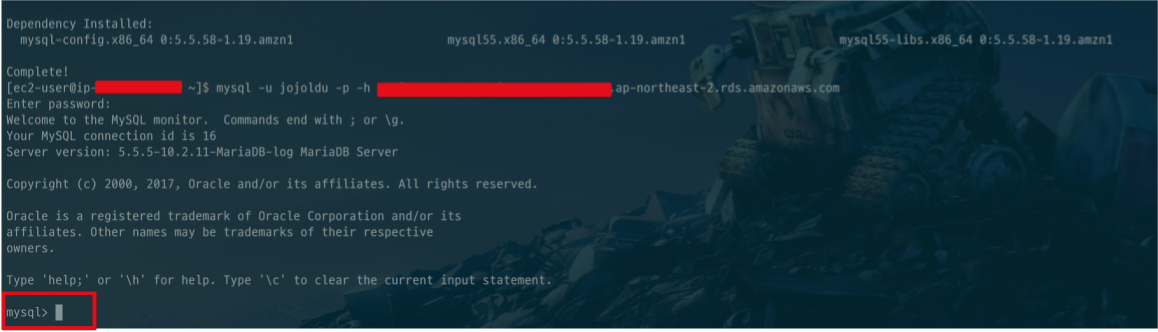 Dependency Installed:
mysql-config.x86_64 0:5.5.58-1.19.amzn1 mysql55.x86_64 0:5.5.58-1.19.amzn1 mysql55-libs.x86_64 0:5.5.58-1.19.amzn1
Complete!
[ec2-user@ip- ~]$ mysql -u jojoldu -p -h .ap-northeast-2.rds.amazonaws.com
Enter password:
Welcome to the MySQL monitor.  Commands end with ; or \g.
Your MySQL connection id is 16
Server version: 5.5.5-10.2.11-MariaDB-log MariaDB Server
Copyright (c) 2000, 2017, Oracle and/or its affiliates. All rights reserved.
Oracle is a registered trademark of Oracle Corporation and/or its
affiliates. Other names may be trademarks of their respective
owners.
Type 'help;' or '\h' for help. Type '\c' to clear the current input statement.
mysql>
WALL